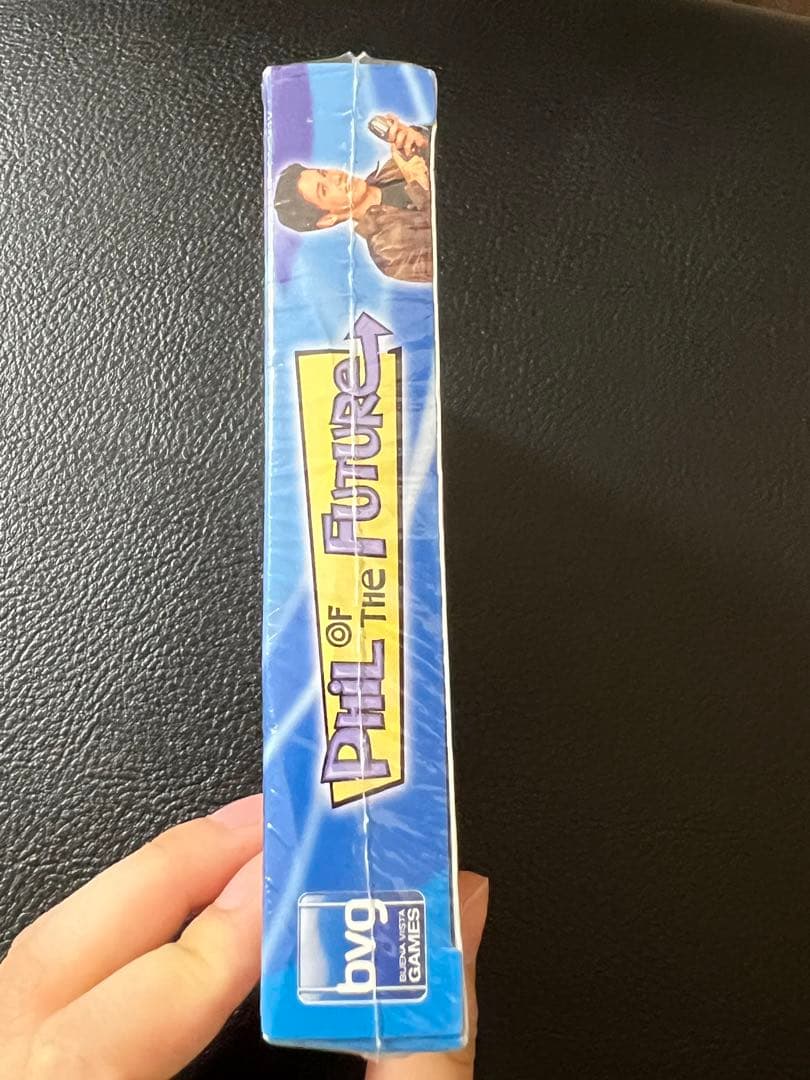 PHIL OF THE FUTURE
bvg
BUENA VISTA
GAMES